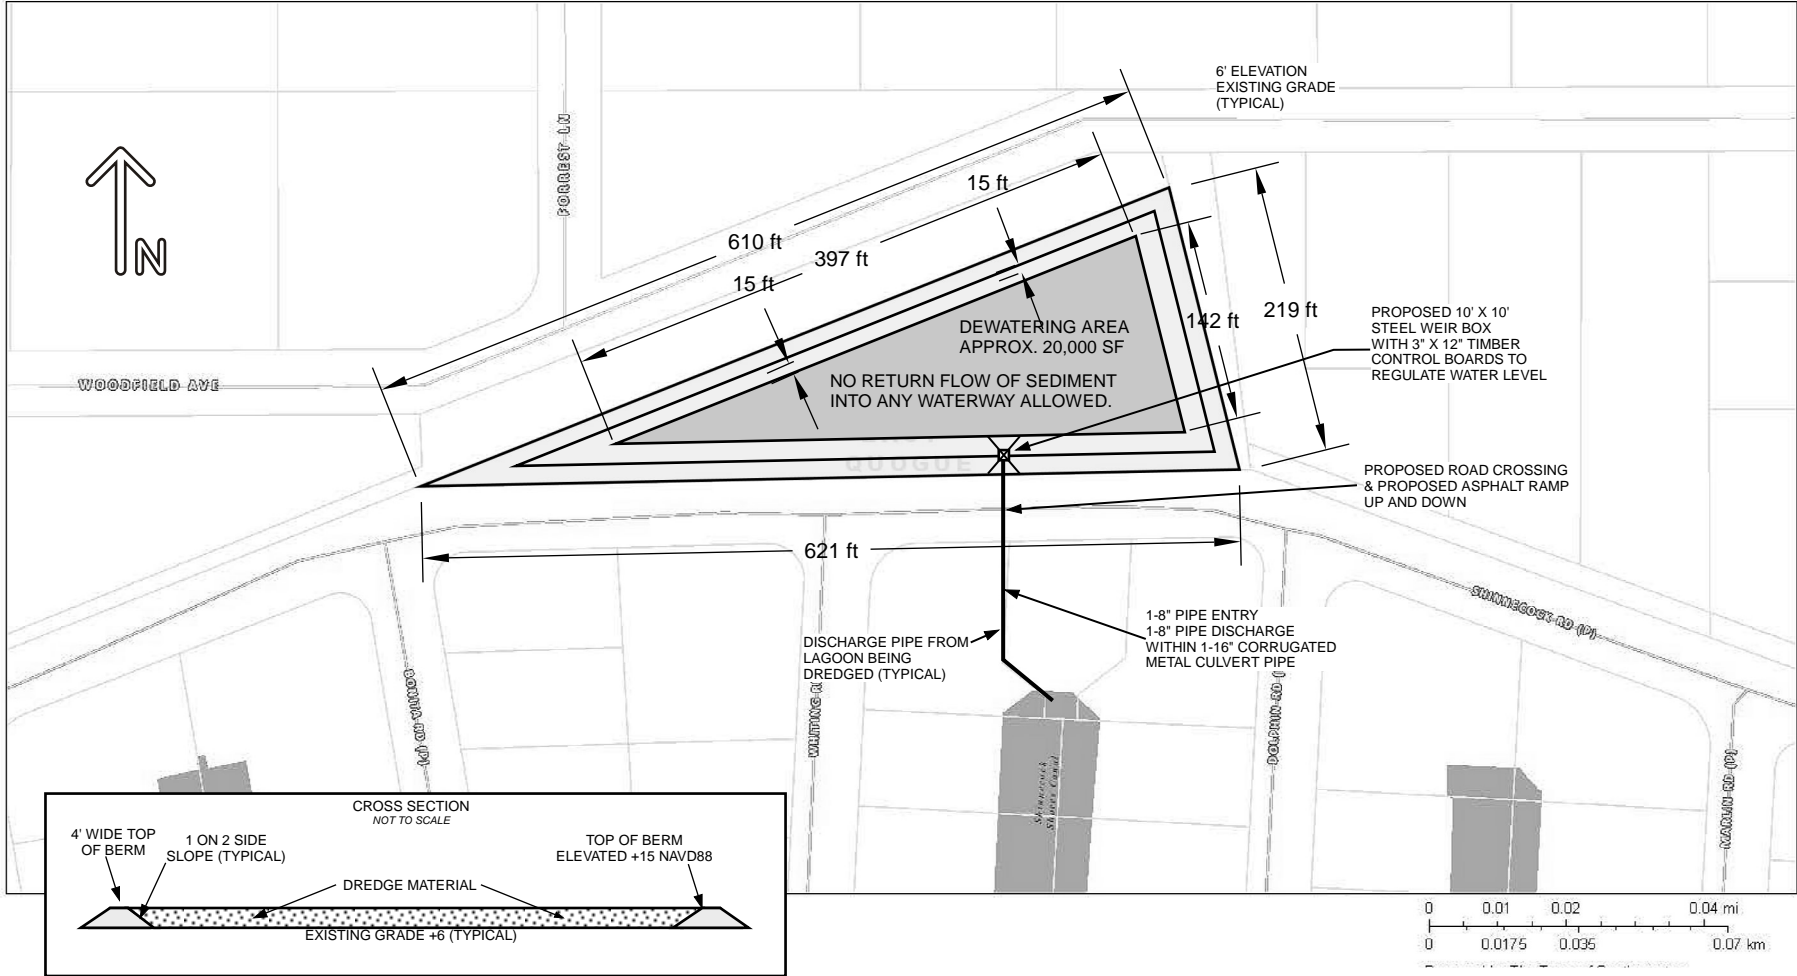 6' ELEVATION
EXISTING GRADE
(TYPICAL)
FORREST LN
N
15 ft
610 ft
397 ft
15 ft
219 ft
142 ft
PROPOSED 10' X 10'
STEEL WEIR BOX
WITH 3" X 12" TIMBER
CONTROL BOARDS TO
REGULATE WATER LEVEL
DEWATERING AREA
APPROX. 20,000 SF
NO RETURN FLOW OF SEDIMENT
INTO ANY WATERWAY ALLOWED.
WOODFIELD AVE
QUOGUE
PROPOSED ROAD CROSSING
& PROPOSED ASPHALT RAMP
UP AND DOWN
621 ft
SHINNECOCK RD (P)
1-8" PIPE ENTRY
1-8" PIPE DISCHARGE
WITHIN 1-16" CORRUGATED
METAL CULVERT PIPE
DISCHARGE PIPE FROM
LAGOON BEING
DREDGED (TYPICAL)
BONITA RD (P)
WHITING R
DOLPHIN RD (
MARLIN RD (P)
Shinnecock
Shores Canal
CROSS SECTION
NOT TO SCALE
4' WIDE TOP
OF BERM
1 ON 2 SIDE
SLOPE (TYPICAL)
TOP OF BERM
ELEVATED +15 NAVD88
DREDGE MATERIAL
EXISTING GRADE +6 (TYPICAL)
0 0.01 0.02 0.04 mi
0 0.0175 0.035 0.07 km